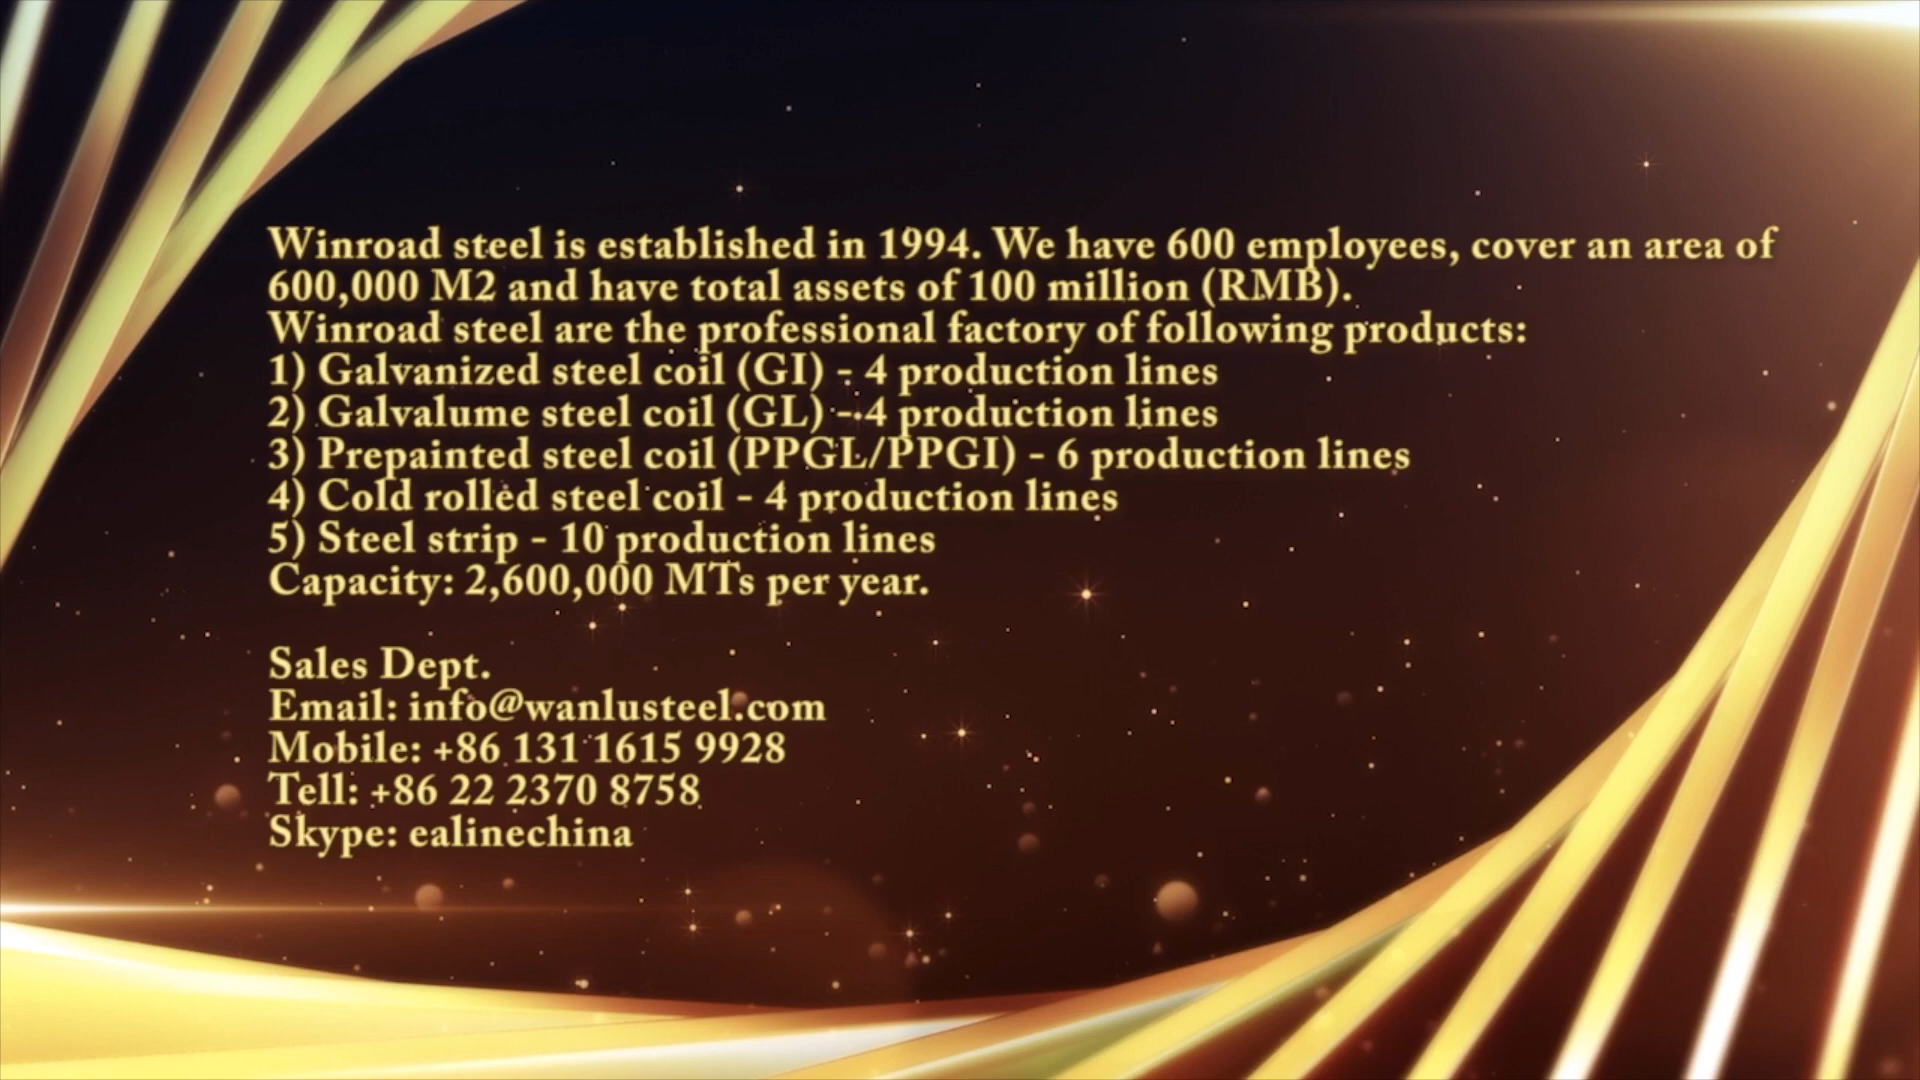 Winroad steel is established in 1994. We have 600 employees, cover an area of
600,000 M2 and have total assets of 100 million (RMB).
Winroad steel are the professional factory of following products:
1) Galvanized steel coil (GI) - 4 production lines
2) Galvalume steel coil (GL) - 4 production lines
3) Prepainted steel coil (PPGL/PPGI) - 6 production lines
4) Cold rolled steel coil - 4 production lines
5) Steel strip - 10 production lines
Capacity: 2,600,000 MTs per year.
Sales Dept.
Email: info@wanlusteel.com
Mobile: +86 131 1615 9928
Tell: +86 22 2370 8758
Skype: ealinechina